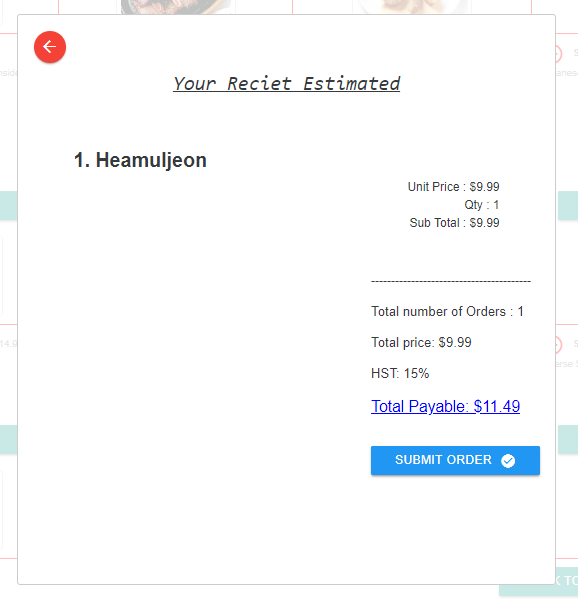 Your Reciet Estimated
1. Heamuljeon
Unit Price : $9.99
Qty : 1
Sub Total : $9.99
----------------------------------------
Total number of Orders : 1
Total price: $9.99
HST: 15%
Total Payable: $11.49
SUBMIT ORDER